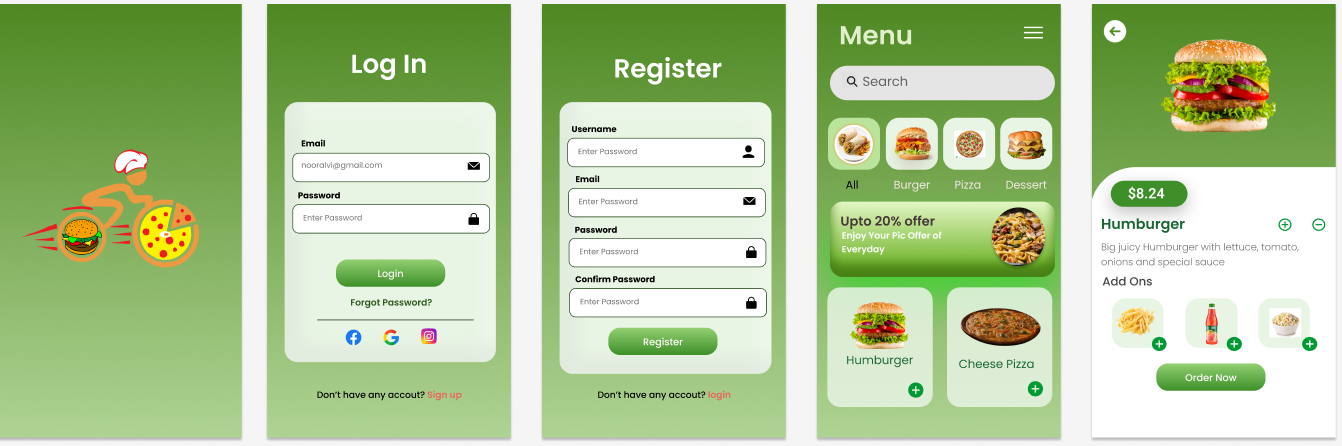 Log In
Email
nooralvi@gmail.com
Password
Enter Password
Login
Forgot Password?
Don't have any accout? Sign up
Register
Username
Enter Password
Email
Enter Password
Password
Enter Password
Confirm Password
Enter Password
Register
Don't have any accout? login
Menu
Search
All Burger Pizza Dessert
Upto 20% offer
Enjoy Your Pic Offer of
Everyday
Humburger
Cheese Pizza
$8.24
Humburger
Big juicy Humburger with lettuce, tomato,
onions and special sauce
Add Ons
Order Now